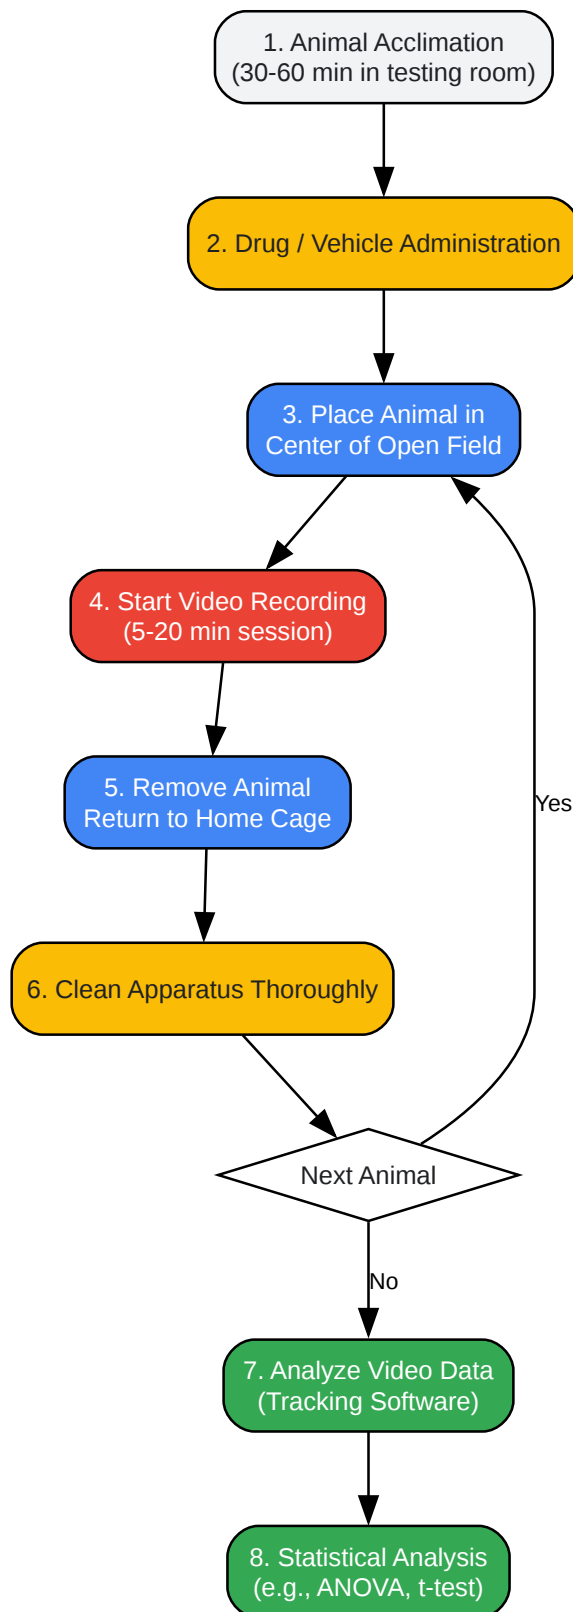 1. Animal Acclimation
(30-60 min in testing room)
2. Drug / Vehicle Administration
3. Place Animal in
Center of Open Field
4. Start Video Recording
(5-20 min session)
5. Remove Animal
Return to Home Cage
Yes
6. Clean Apparatus Thoroughly
Next Animal
No
7. Analyze Video Data
(Tracking Software)
8. Statistical Analysis
(e.g., ANOVA, t-test)